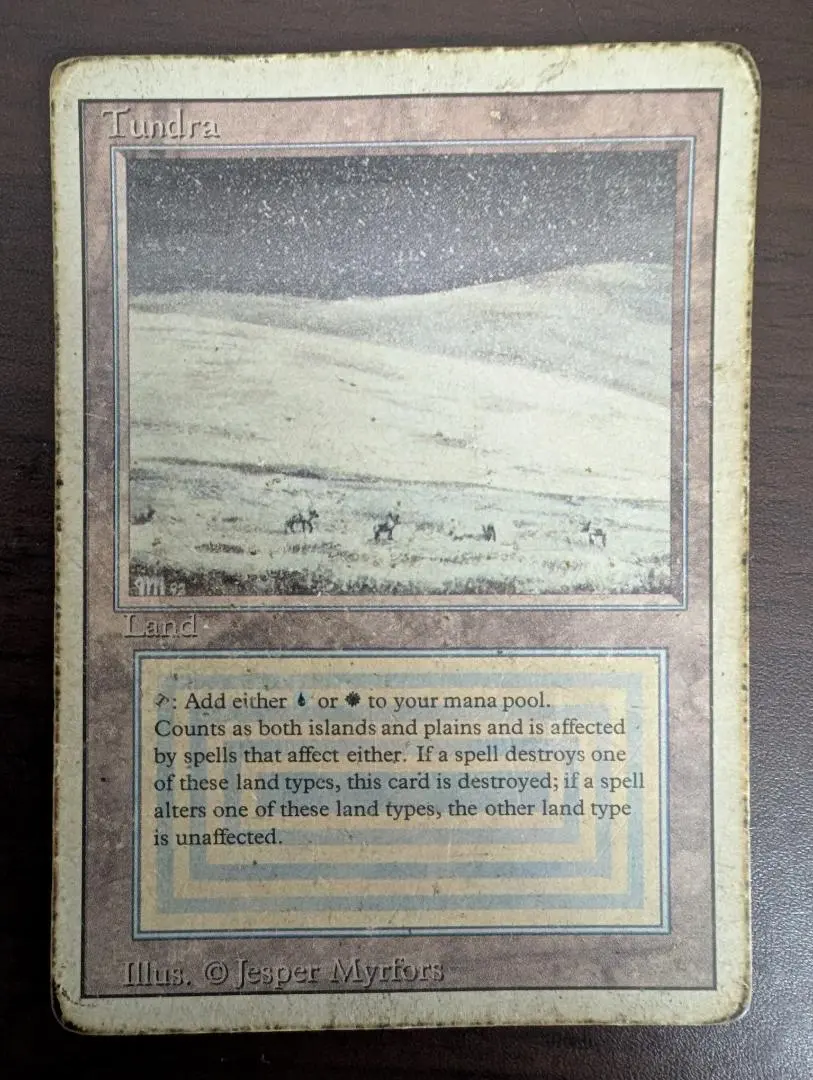 Tundra
Land
: Add either or to your mana pool.
Counts as both islands and plains and is affected
by spells that affect either. If a spell destroys one
of these land types, this card is destroyed; if a spell
alters one of these land types, the other land type
is unaffected.
Illus. © Jesper Myrfors